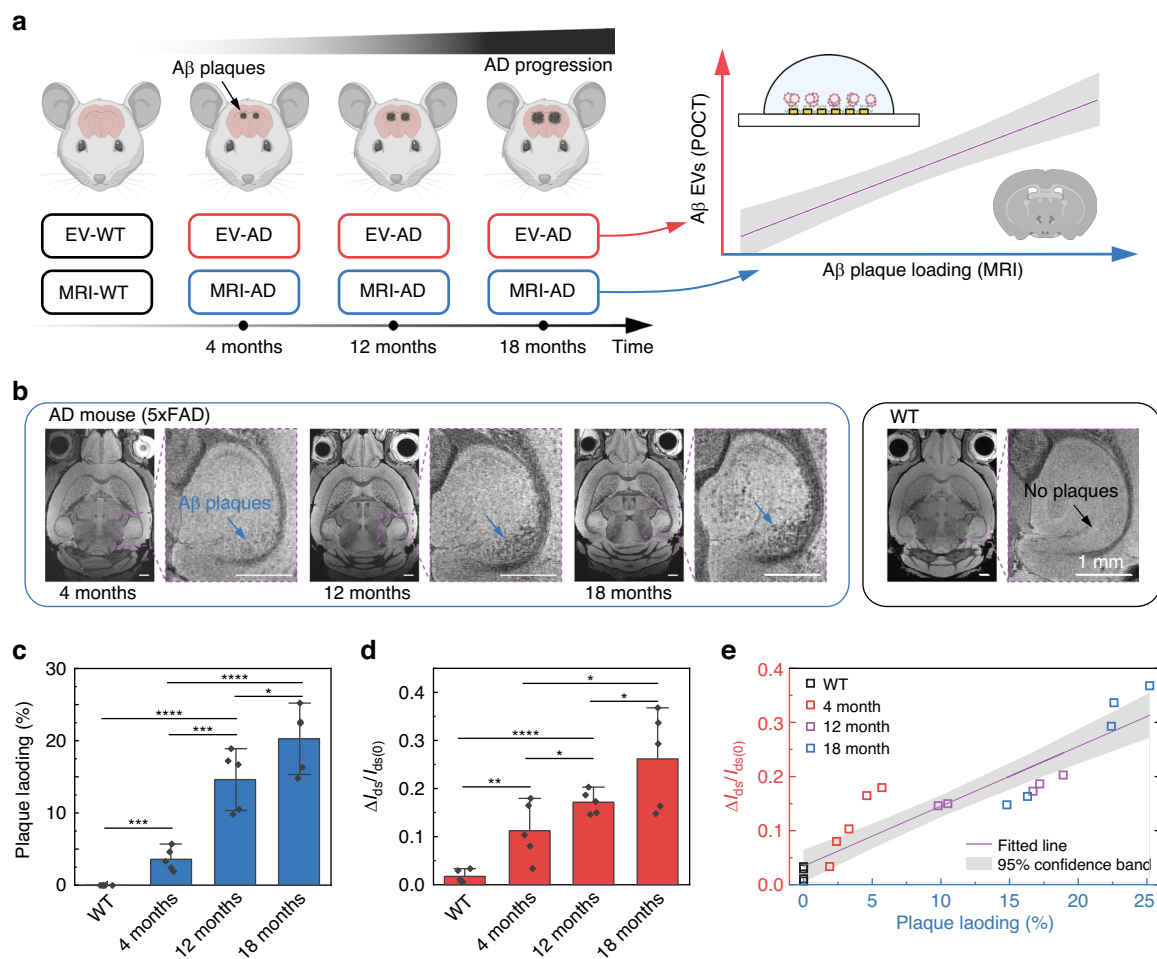 a
Aβ plaques
AD progression
EV-WT
EV-AD
EV-AD
EV-AD
MRI-WT
MRI-AD
MRI-AD
MRI-AD
4 months
12 months
18 months
Time
Aβ EVs (POCT)
Aβ plaque loading (MRI)
b
AD mouse (5xFAD)
WT
Aβ plaques
No plaques
1 mm
4 months
12 months
18 months
c
Plaque laoding (%)
30
20
10
0
****
****
*
****
***
***
WT
4 months
12 months
18 months
d
ΔI_ds/I_ds(0)
0.4
0.3
0.2
0.1
0.0
*
*
****
*
**
WT
4 months
12 months
18 months
e
ΔI_ds/I_ds(0)
0.4
0.3
0.2
0.1
0.0
WT
4 month
12 month
18 month
Fitted line
95% confidence band
0
5
10
15
20
25
Plaque laoding (%)